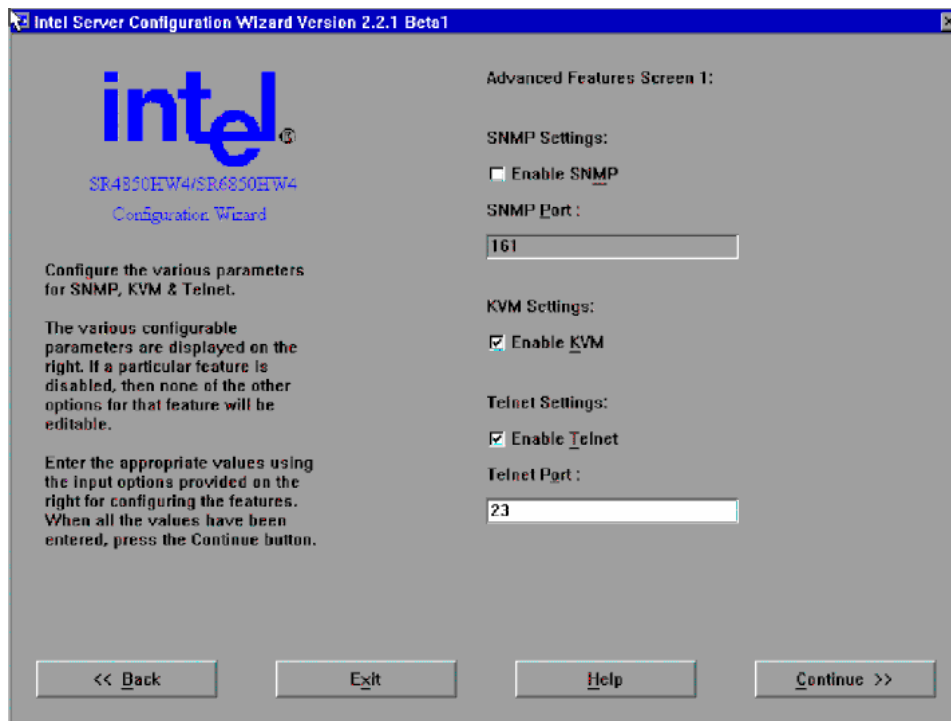 Intel Server Configuration Wizard Version 2.2.1 Beta1
intel®
SR4850HW4/SR6850HW4
Configuration Wizard
Configure the various parameters
for SNMP, KVM & Telnet.
The various configurable
parameters are displayed on the
right. If a particular feature is
disabled, then none of the other
options for that feature will be
editable.
Enter the appropriate values using
the input options provided on the
right for configuring the features.
When all the values have been
entered, press the Continue button.
Advanced Features Screen 1:
SNMP Settings:
Enable SNMP
SNMP Port :
161
KVM Settings:
Enable KVM
Telnet Settings:
Enable Telnet
Telnet Port :
23
<< Back
Exit
Help
Continue >>